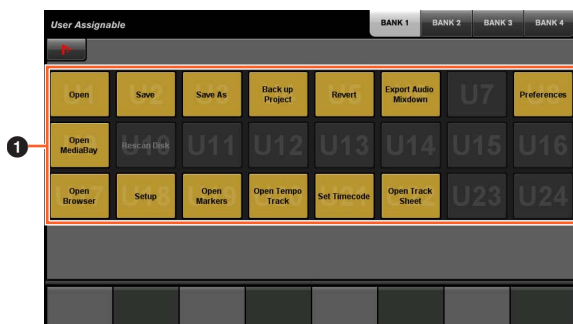 User Assignable
BANK 1 BANK 2 BANK 3 BANK 4
Open Save Save As Back up Project Revert Export Audio Mixdown U7 Preferences
1
Open MediaBay Rescan Disk U10 U11 U12 U13 U14 U15 U16
Open Browser Setup Open Markers Open Tempo Track Set Timecode Open Track Sheet U23 U24